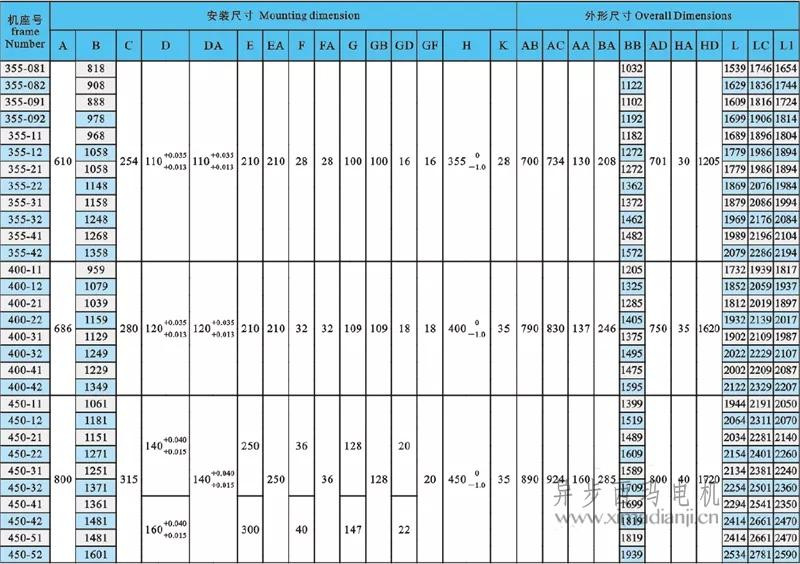 机座号 frame Number 安装尺寸 Mounting dimension 外形尺寸 Overall Dimensions
A B C D DA E EA F FA G GB GD GF H K AB AC AA BA BB AD HA HD L LC L1
355-081 818 1032 1539 1746 1654
355-082 908 1122 1629 1836 1744
355-091 888 1102 1609 1816 1724
355-092 978 1192 1699 1906 1814
355-11 968 1182 1689 1896 1804
355-12 1058 1272 1779 1986 1894
610 254 110 +0.035 +0.013 110 +0.035 +0.013 210 210 28 28 100 100 16 16 355 0 -1.0 28 700 734 130 208 701 30 1205
355-21 1058 1272 1779 1986 1894
355-22 1148 1362 1869 2076 1984
355-31 1158 1372 1879 2086 1994
355-32 1248 1462 1969 2176 2084
355-41 1268 1482 1989 2196 2104
355-42 1358 1572 2079 2286 2194
400-11 959 1205 1732 1939 1817
400-12 1079 1325 1852 2059 1937
400-21 1039 1285 1812 2019 1897
400-22 1159 1405 1932 2139 2017
686 280 120 +0.035 +0.013 120 +0.035 +0.013 210 210 32 32 109 109 18 18 400 0 -1.0 35 790 830 137 246 750 35 1620
400-31 1129 1375 1902 2109 1987
400-32 1249 1495 2022 2229 2107
400-41 1229 1475 2002 2209 2087
400-42 1349 1595 2122 2329 2207
450-11 1061 1399 1944 2191 2050
450-12 1181 1519 2064 2311 2070
450-21 1151 1489 2034 2281 2140
140 +0.040 +0.015 250 36 128 20
450-22 1271 1609 2154 2401 2260
450-31 1251 1589 2134 2381 2240
800 315 140 +0.040 +0.015 250 36 128 20 450 0 -1.0 35 890 924 160 285 800 40 1720
450-32 1371 1709 2254 2501 2360
450-41 1361 1699 2294 2541 2350
450-42 1481 1819 2414 2661 2470
160 +0.040 +0.015 300 40 147 22
450-51 1481 1819 2414 2661 2470
450-52 1601 1939 2534 2781 2590
异步西玛电机
www.ximadianji.cn